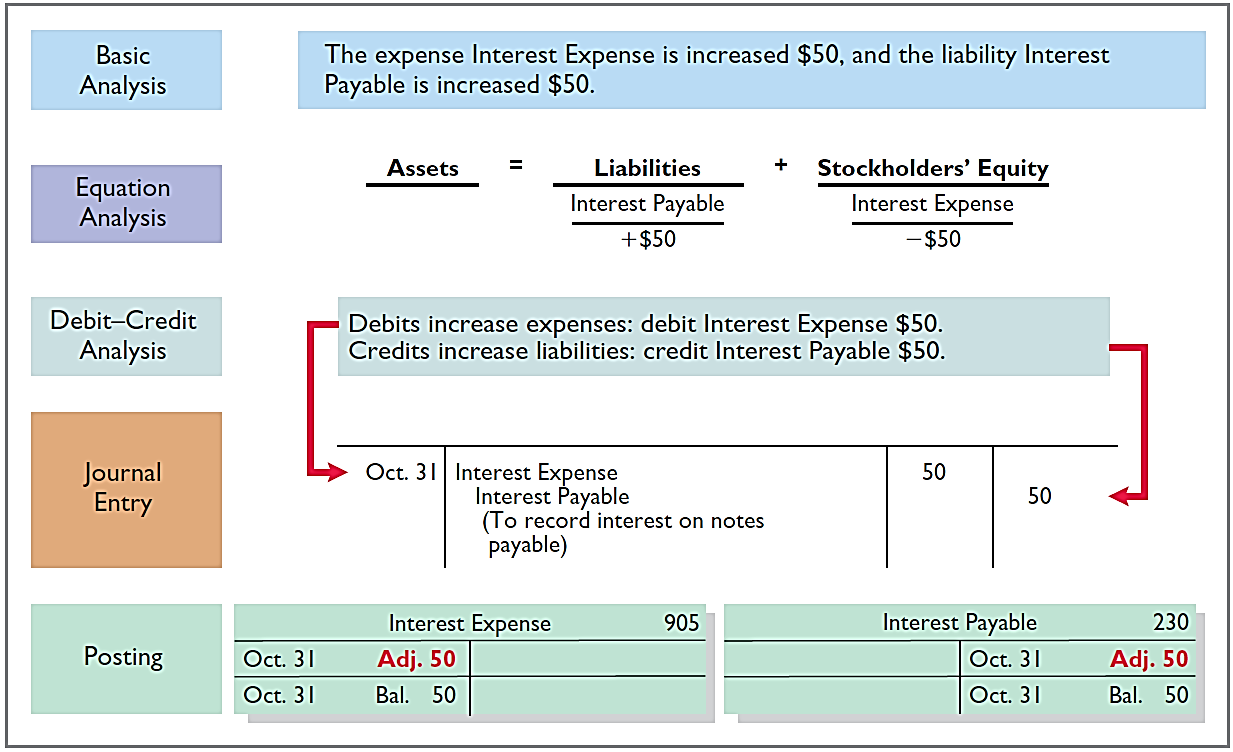 Basic
Analysis
The expense Interest Expense is increased $50, and the liability Interest
Payable is increased $50.
Equation
Analysis
Assets = Liabilities + Stockholders’ Equity
Interest Payable Interest Expense
+$50 −$50
Debit–Credit
Analysis
Debits increase expenses: debit Interest Expense $50.
Credits increase liabilities: credit Interest Payable $50.
Journal
Entry
Oct. 31 Interest Expense 50
Interest Payable 50
(To record interest on notes
payable)
Posting
Interest Expense 905
Oct. 31 Adj. 50
Oct. 31 Bal. 50
Interest Payable 230
Oct. 31 Adj. 50
Oct. 31 Bal. 50